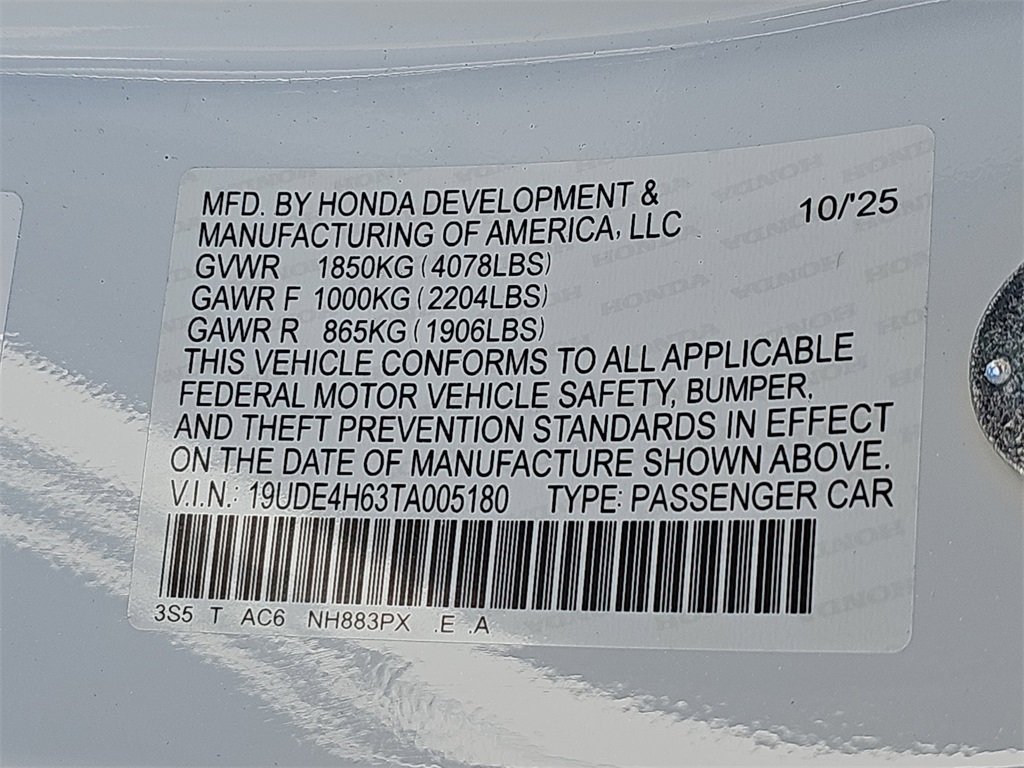 MFD. BY HONDA DEVELOPMENT &
MANUFACTURING OF AMERICA, LLC
10/'25
GVWR 1850KG (4078LBS)
GAWR F 1000KG (2204LBS)
GAWR R 865KG (1906LBS)
THIS VEHICLE CONFORMS TO ALL APPLICABLE
FEDERAL MOTOR VEHICLE SAFETY, BUMPER,
AND THEFT PREVENTION STANDARDS IN EFFECT
ON THE DATE OF MANUFACTURE SHOWN ABOVE.
V.I.N.: 19UDE4H63TA005180 TYPE: PASSENGER CAR
3S5 T AC6 NH883PX .E .A